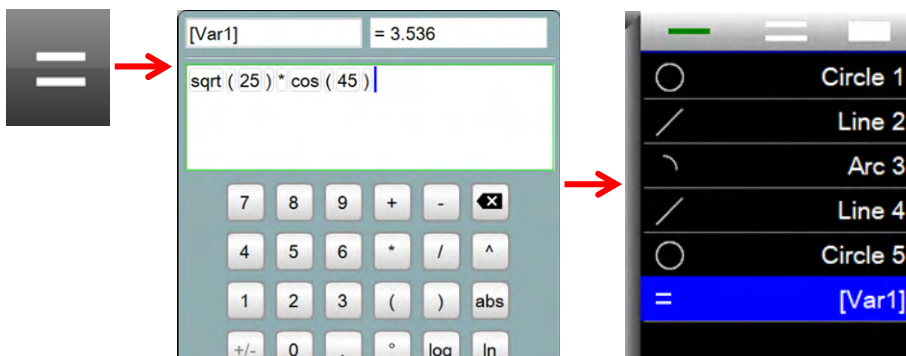 [Var1]
= 3.536
sqrt ( 25 ) * cos ( 45 )
7 8 9 + -
4 5 6 * / ^
1 2 3 ( ) abs
+/- 0 . ° log ln
Circle 1
Line 2
Arc 3
Line 4
Circle 5
= [Var1]